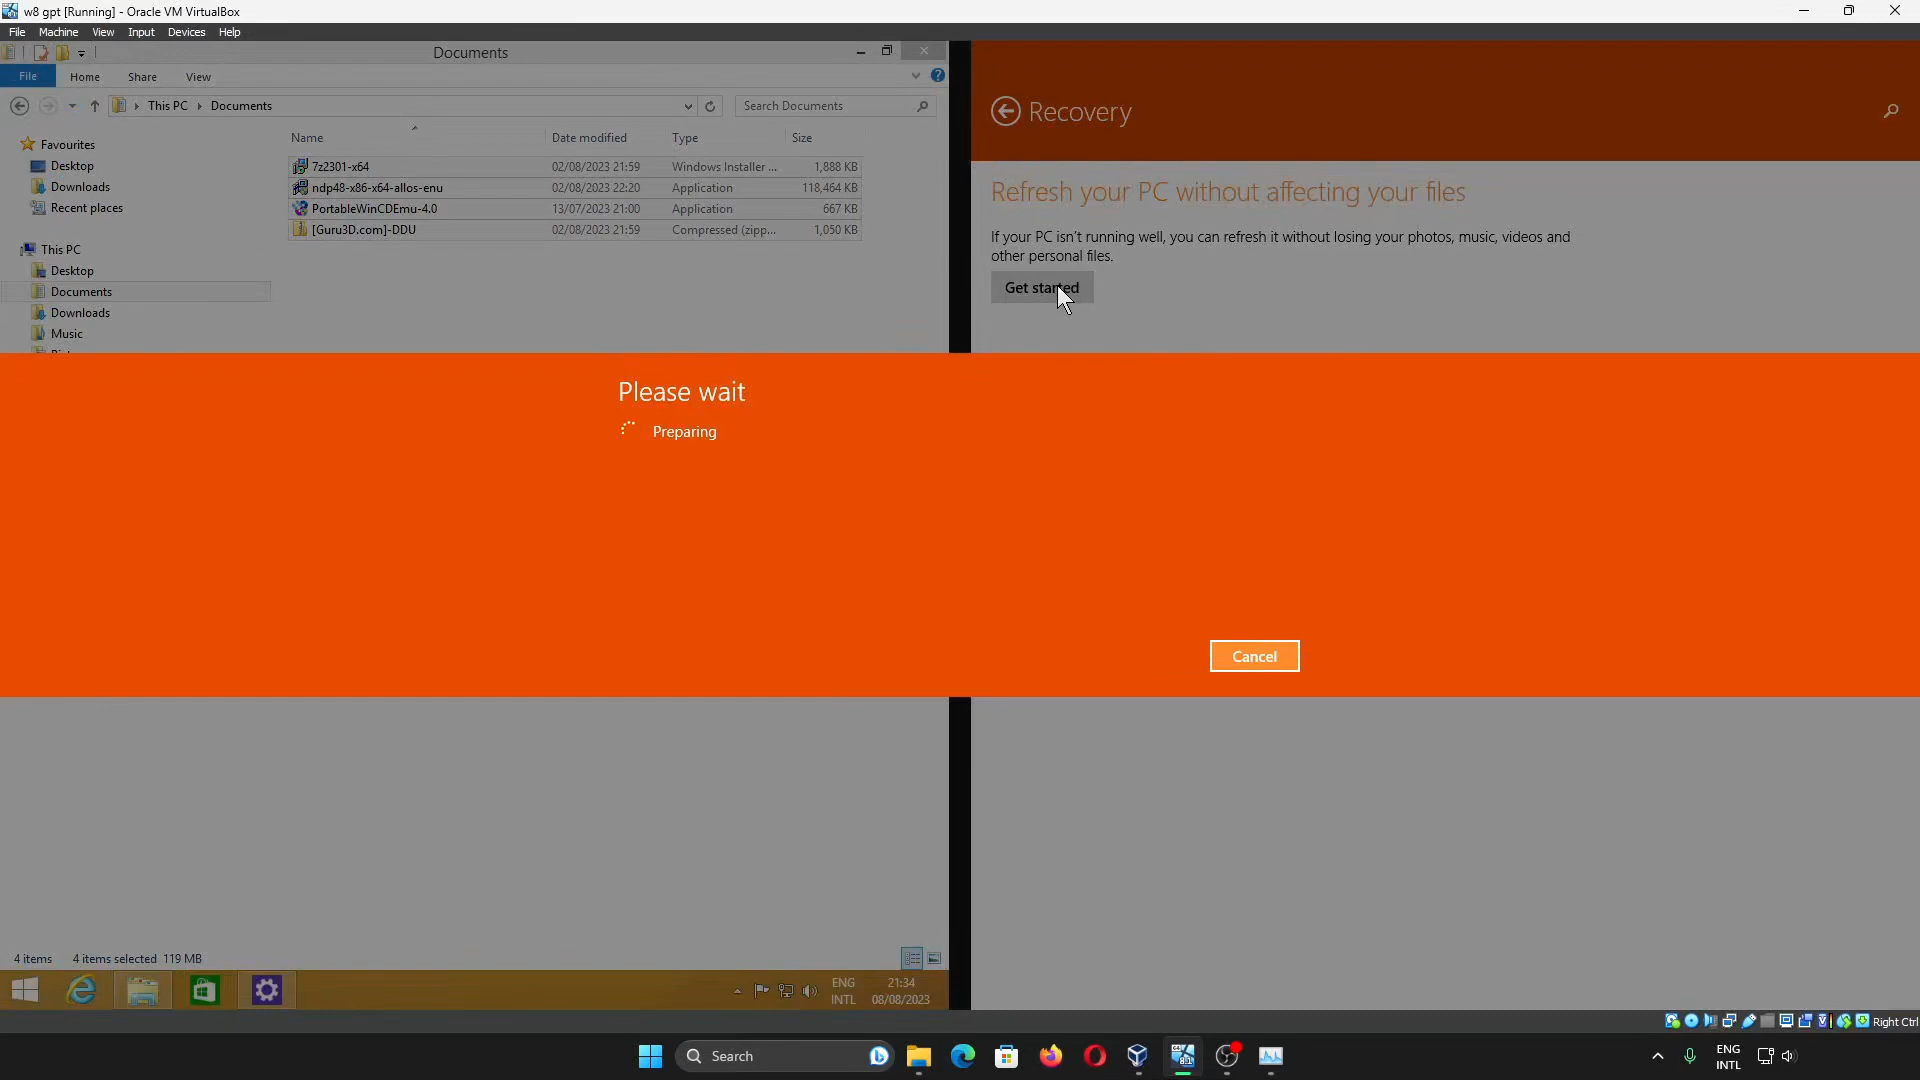 w8 gpt [Running] - Oracle VM VirtualBox
File Machine View Input Devices Help
Documents
File Home Share View
This PC Documents
Search Documents
Name Date modified Type Size
Favourites
Desktop
Downloads
Recent places
This PC
Desktop
Documents
Downloads
Music
7z2301-x64 02/08/2023 21:59 Windows Installer ... 1,888 KB
ndp48-x86-x64-allos-enu 02/08/2023 22:20 Application 118,464 KB
PortableWinCDEmu-4.0 13/07/2023 21:00 Application 667 KB
[Guru3D.com]-DDU 02/08/2023 21:59 Compressed (zipp... 1,050 KB
Recovery
Refresh your PC without affecting your files
If your PC isn't running well, you can refresh it without losing your photos, music, videos and
other personal files.
Get started
Please wait
Preparing
Cancel
4 items 4 items selected 119 MB
ENG
INTL
21:34
08/08/2023
Right Ctrl
Search
ENG
INTL